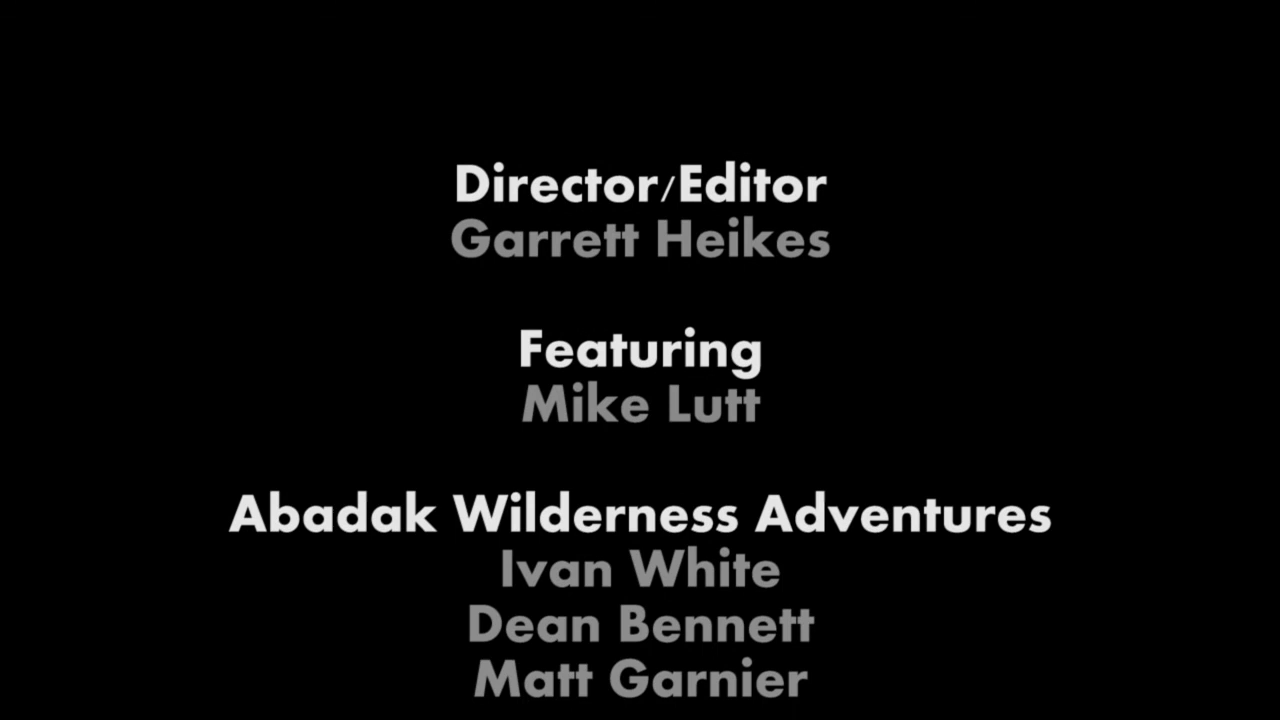 Director/Editor
Garrett Heikes
Featuring
Mike Lutt
Abadak Wilderness Adventures
Ivan White
Dean Bennett
Matt Garnier